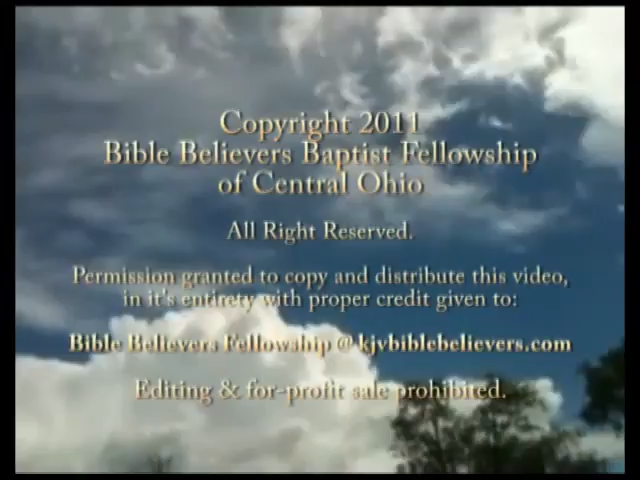 Copyright 2011
Bible Believers Baptist Fellowship
of Central Ohio
All Right Reserved.
Permission granted to copy and distribute this video,
in it's entirety with proper credit given to:
Bible Believers Fellowship @ kjvbiblebelievers.com
Editing & for-profit sale prohibited.